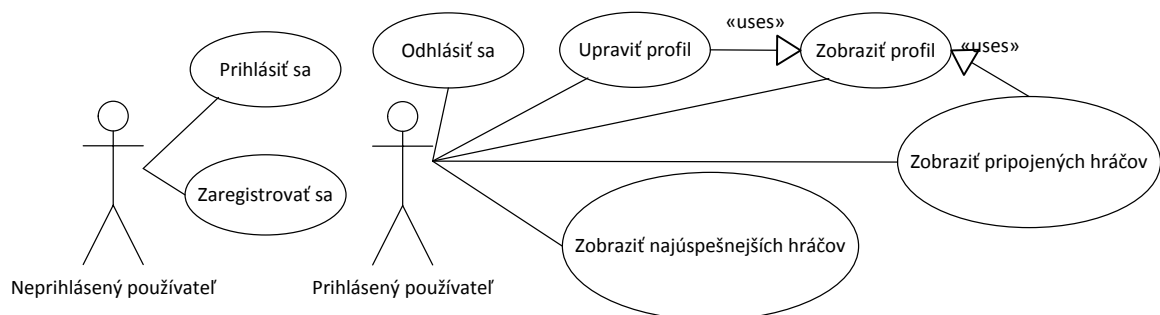 «uses»
Odhlásiť sa
Upraviť profil
Zobraziť profil
«uses»
Prihlásiť sa
Zobraziť pripojených hráčov
Zaregistrovať sa
Zobraziť najúspešnejších hráčov
Neprihlásený používateľ
Prihlásený používateľ